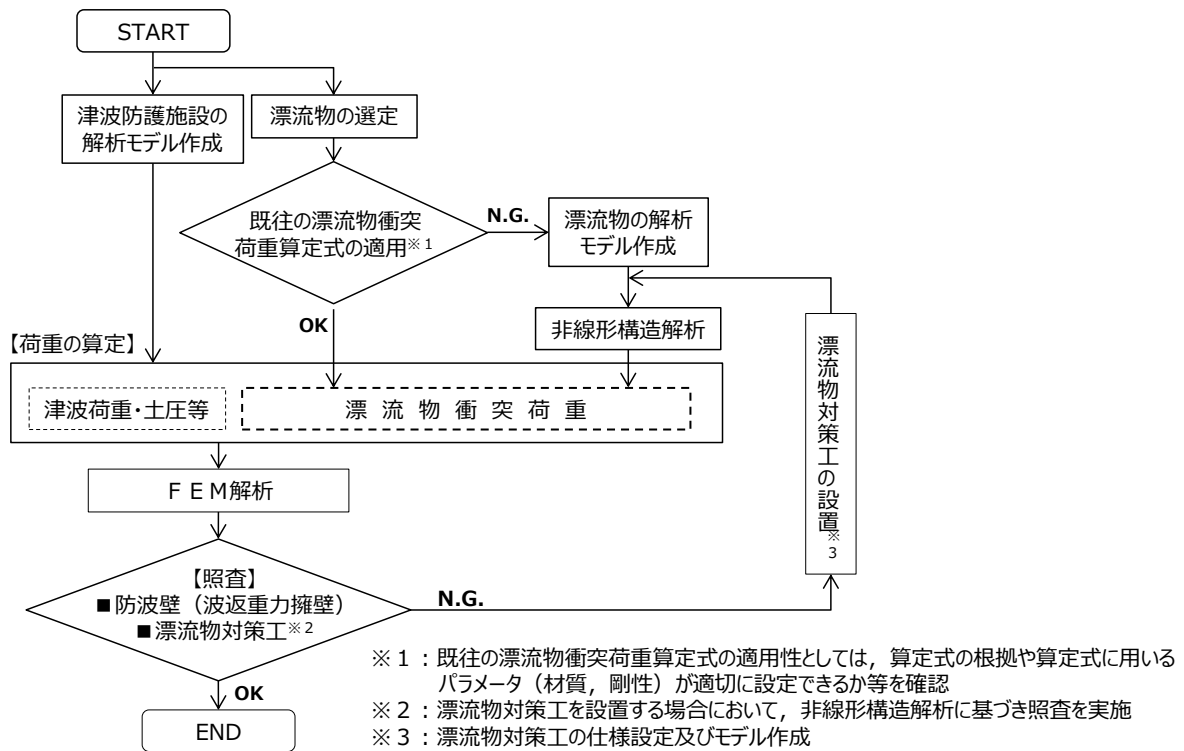 START
津波防護施設の
解析モデル作成
漂流物の選定
既往の漂流物衝突
荷重算定式の適用※1
N.G.
漂流物の解析
モデル作成
OK
非線形構造解析
【荷重の算定】
津波荷重・土圧等
漂流物衝突荷重
漂流物対策工の設置※3
FEM解析
【照査】
■防波壁（波返重力擁壁）
■漂流物対策工※2
N.G.
OK
END
※1：既往の漂流物衝突荷重算定式の適用性としては，算定式の根拠や算定式に用いる
パラメータ（材質，剛性）が適切に設定できるか等を確認
※2：漂流物対策工を設置する場合において，非線形構造解析に基づき照査を実施
※3：漂流物対策工の仕様設定及びモデル作成